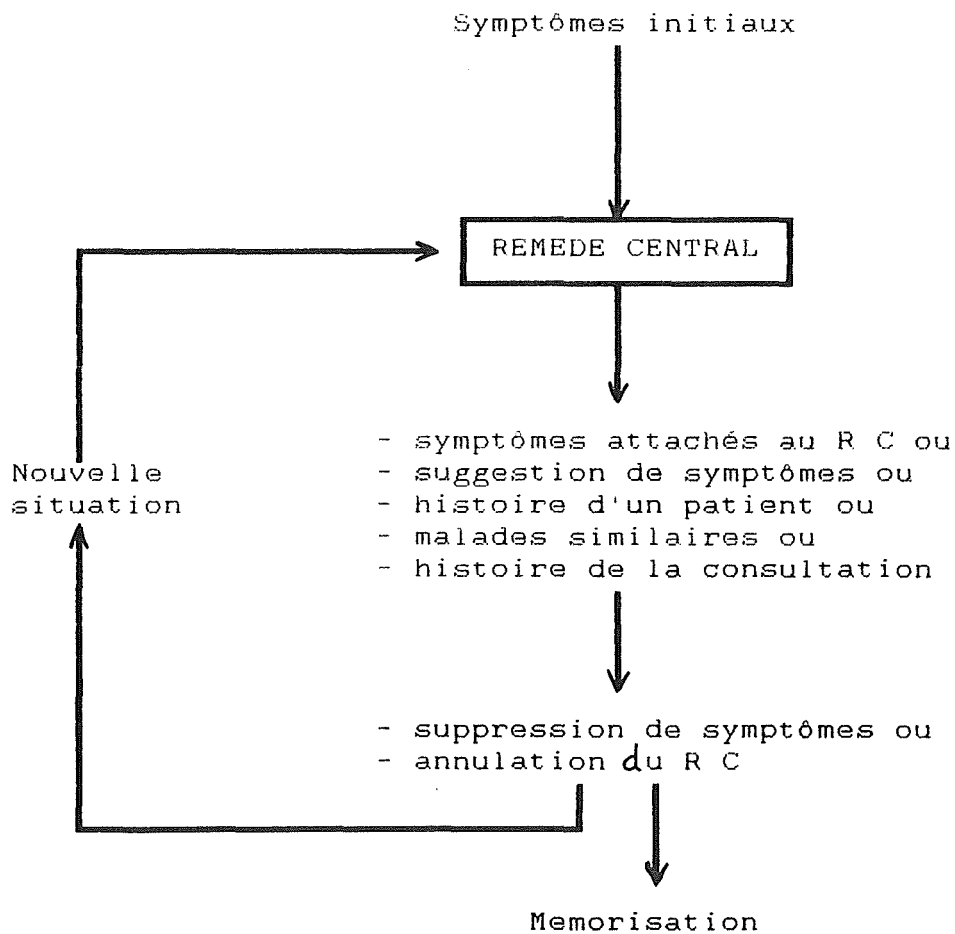 Symptômes initiaux
REMEDE CENTRAL
- symptômes attachés au R C ou
- suggestion de symptômes ou
- histoire d'un patient ou
- malades similaires ou
- histoire de la consultation
Nouvelle
situation
- suppression de symptômes ou
- annulation du R C
Memorisation